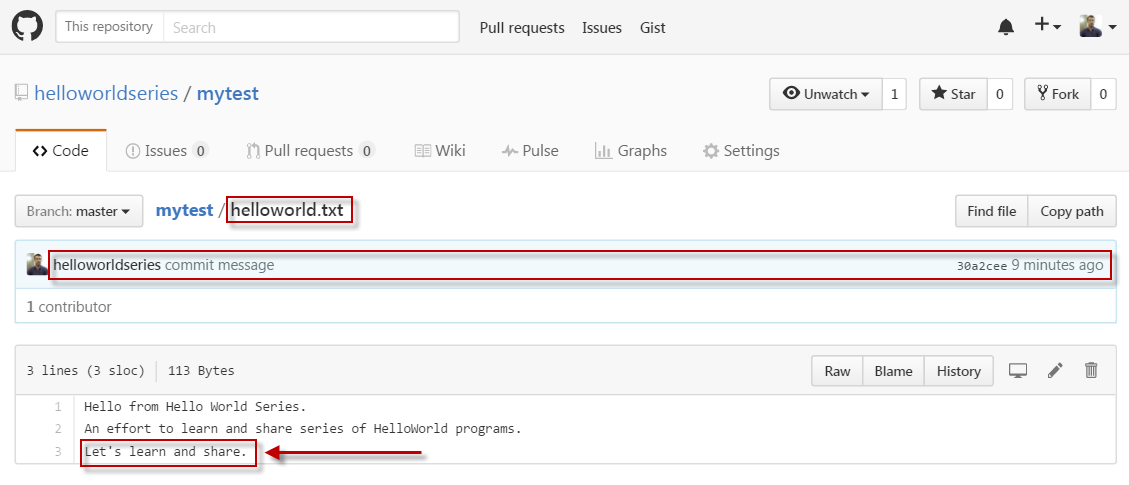 This repository Search Pull requests Issues Gist
helloworldseries / mytest Unwatch 1 Star 0 Fork 0
Code Issues 0 Pull requests 0 Wiki Pulse Graphs Settings
Branch: master mytest / helloworld.txt Find file Copy path
helloworldseries commit message 30a2cee 9 minutes ago
1 contributor
3 lines (3 sloc) 113 Bytes Raw Blame History
1 Hello from Hello World Series.
2 An effort to learn and share series of HelloWorld programs.
3 Let's learn and share.